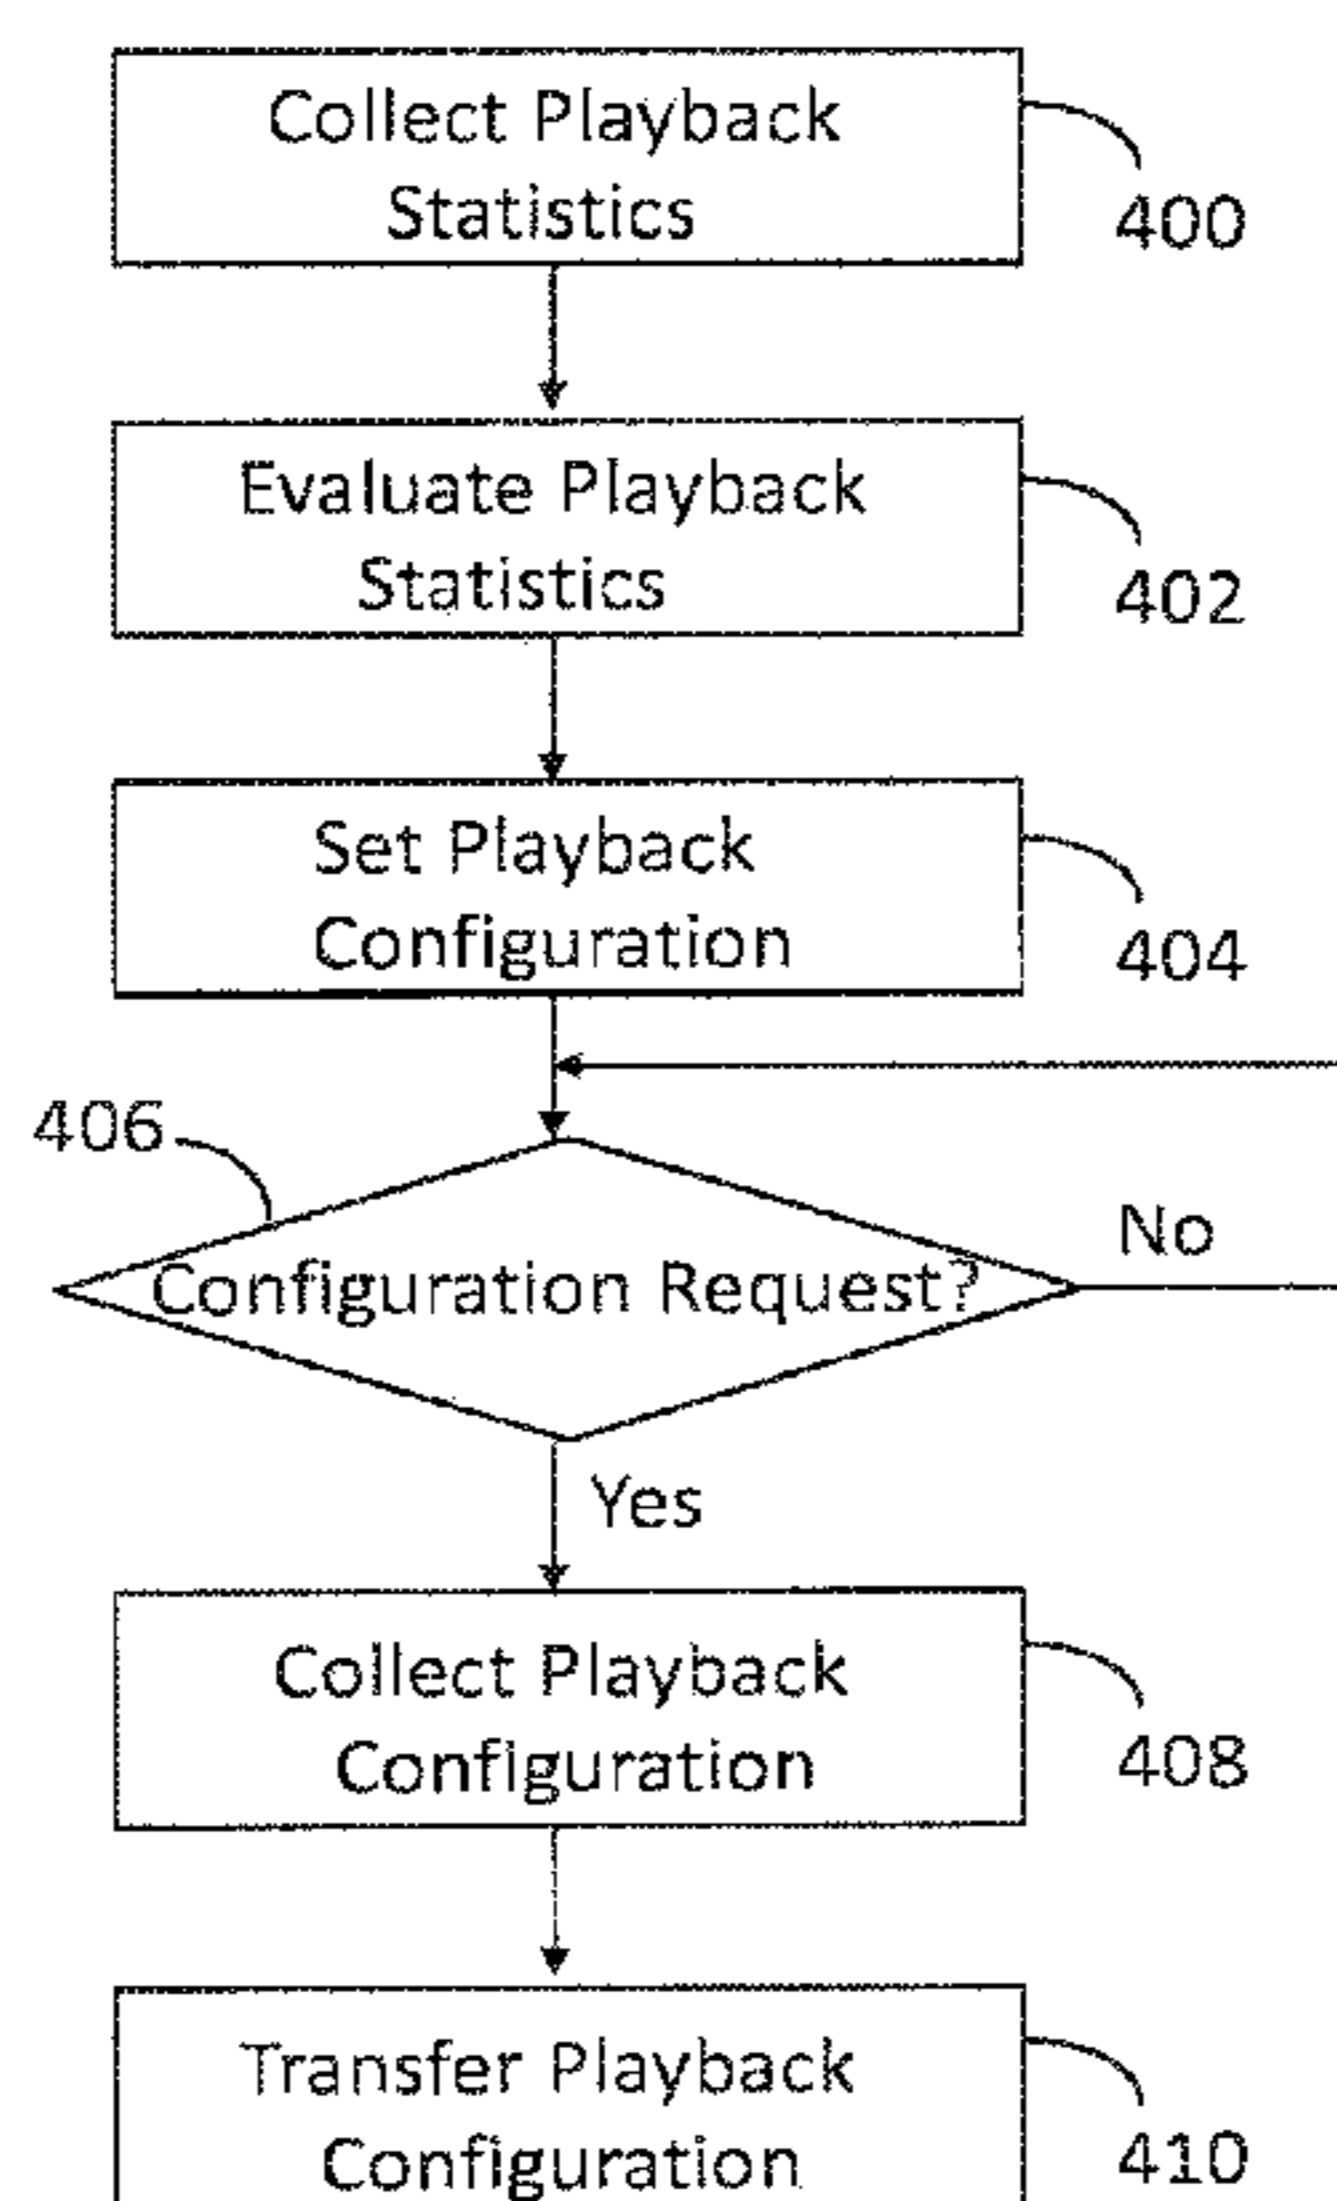 Collect Playback
Statistics
400
Evaluate Playback
Statistics
402
Set Playback
Configuration
404
406
Configuration Request?
No
Yes
Collect Playback
Configuration
408
Transfer Playback
Configuration
410